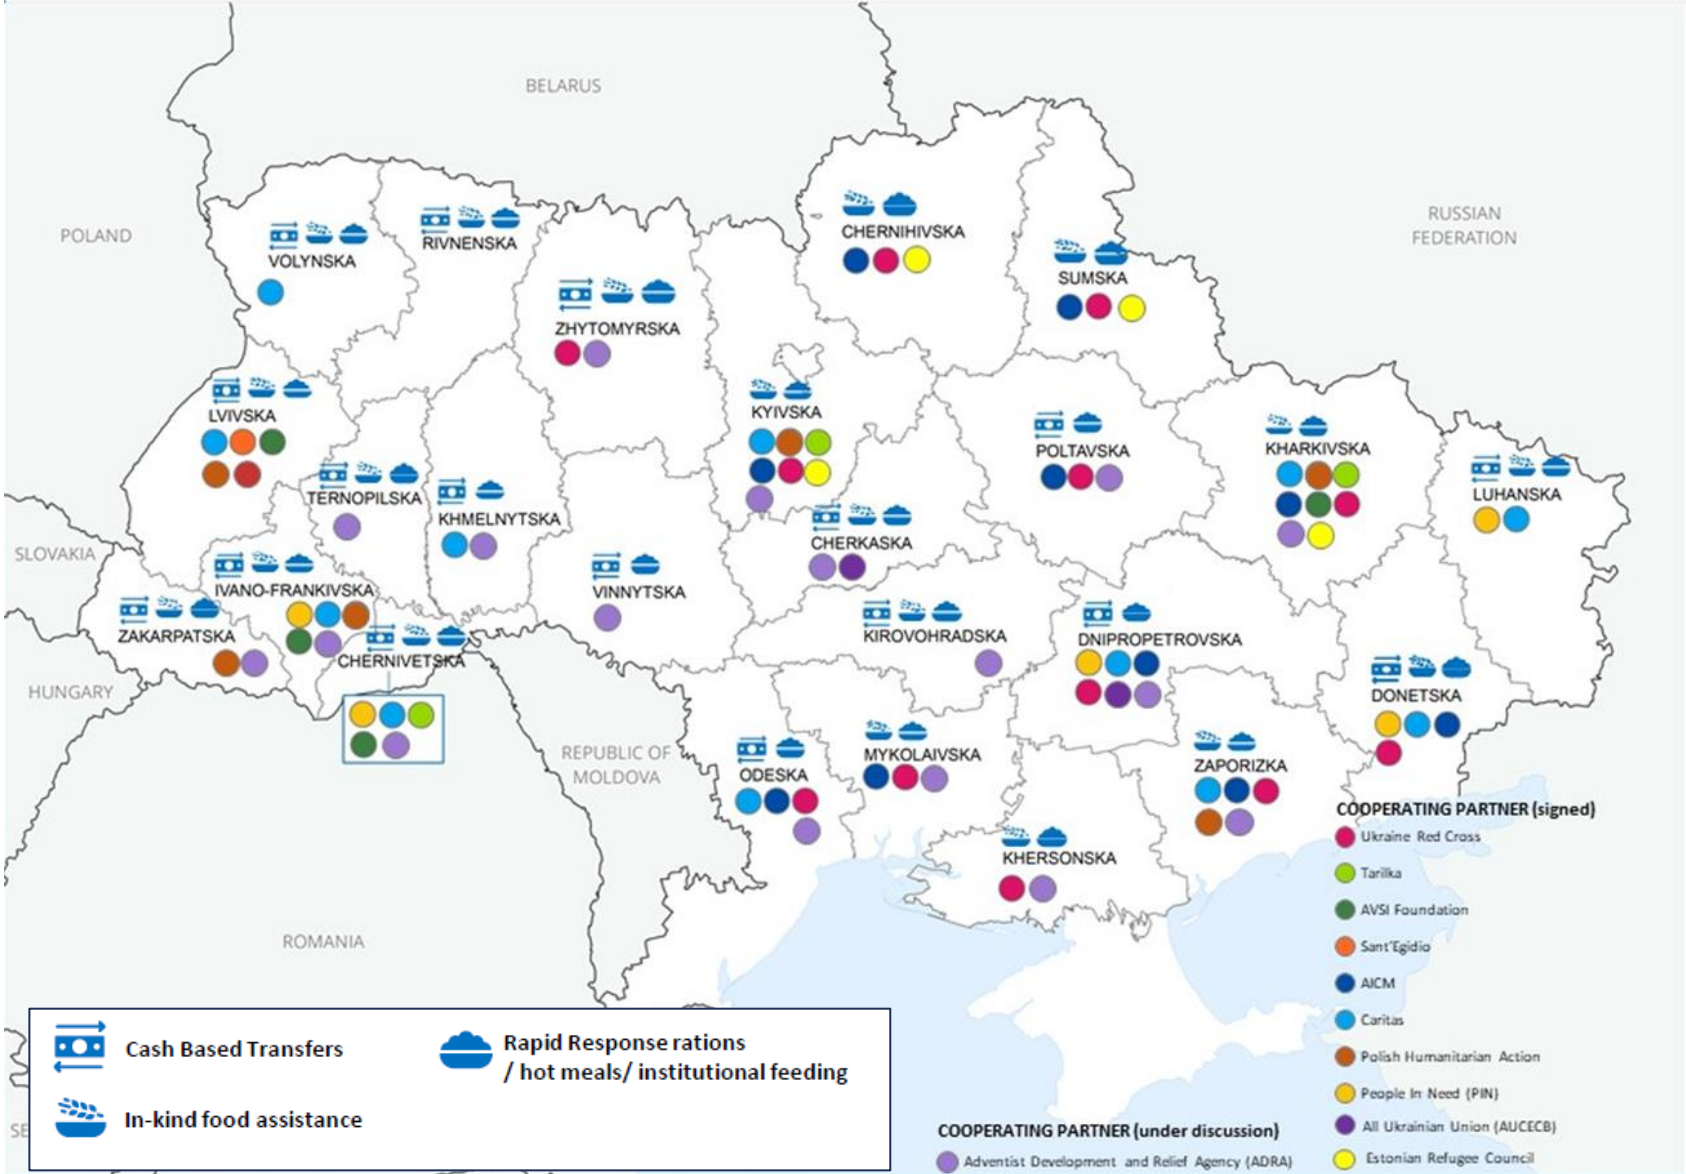 BELARUS
POLAND
RUSSIAN
FEDERATION
CHERNIHIVSKA
RIVNENSKA
VOLYNSKA
SUMSKA
ZHYTOMYRSKA
LVIVSKA
KYIVSKA
POLTAVSKA
KHARKIVSKA
TERNOPILSKA
LUHANSKA
KHMELNYTSKA
CHERKASKA
SLOVAKIA
IVANO-FRANKIVSKA
VINNYTSKA
ZAKARPATSKA
KIROVOHRADSKA
DNIPROPETROVSKA
CHERNIVETSKA
HUNGARY
DONETSKA
REPUBLIC OF
MOLDOVA
MYKOLAIVSKA
ODESKA
ZAPORIZKA
KHERSONSKA
ROMANIA
COOPERATING PARTNER (signed)
Ukraine Red Cross
Tarilka
AVSI Foundation
Sant'Egidio
AICM
Caritas
Polish Humanitarian Action
People In Need (PIN)
All Ukrainian Union (AUCECB)
Estonian Refugee Council
COOPERATING PARTNER (under discussion)
Adventist Development and Relief Agency (ADRA)
Cash Based Transfers
Rapid Response rations
/ hot meals/ institutional feeding
In-kind food assistance
SE